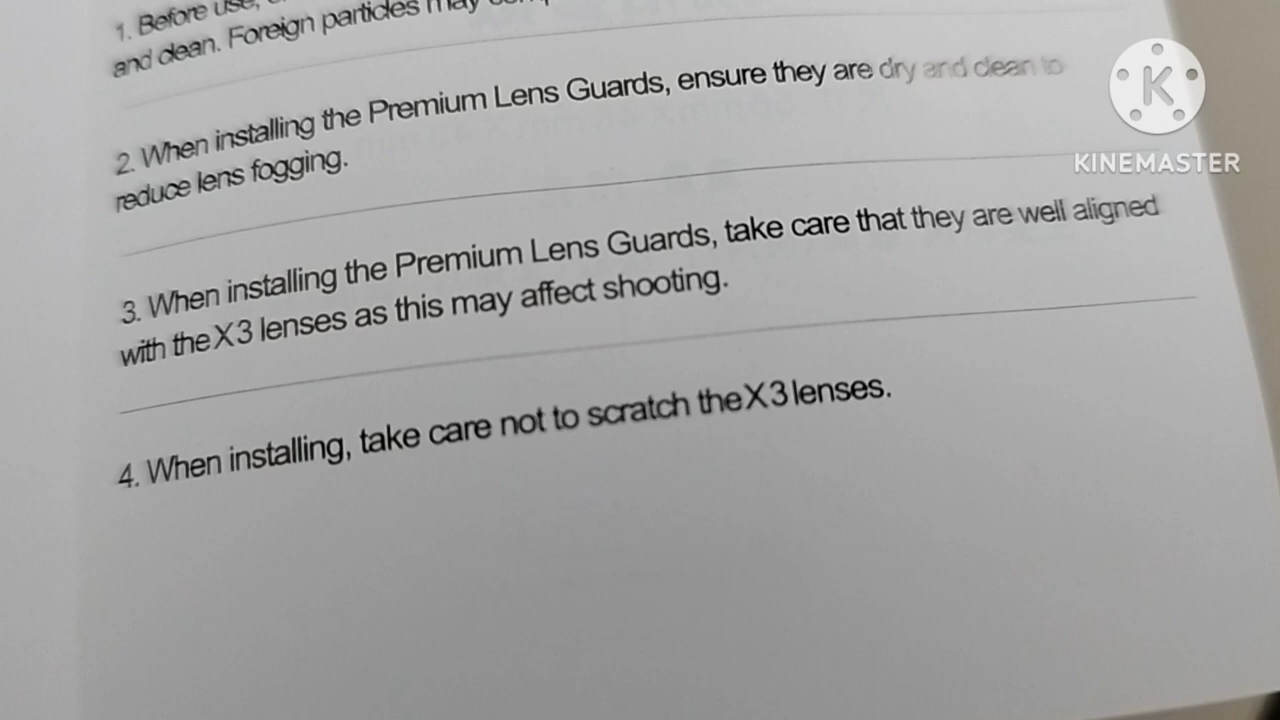 1. Before use,
and clean. Foreign particles may
2. When installing the Premium Lens Guards, ensure they are dry and clean to
reduce lens fogging.
3. When installing the Premium Lens Guards, take care that they are well aligned
with the X3 lenses as this may affect shooting.
4. When installing, take care not to scratch the X3 lenses.
K
KINEMASTER